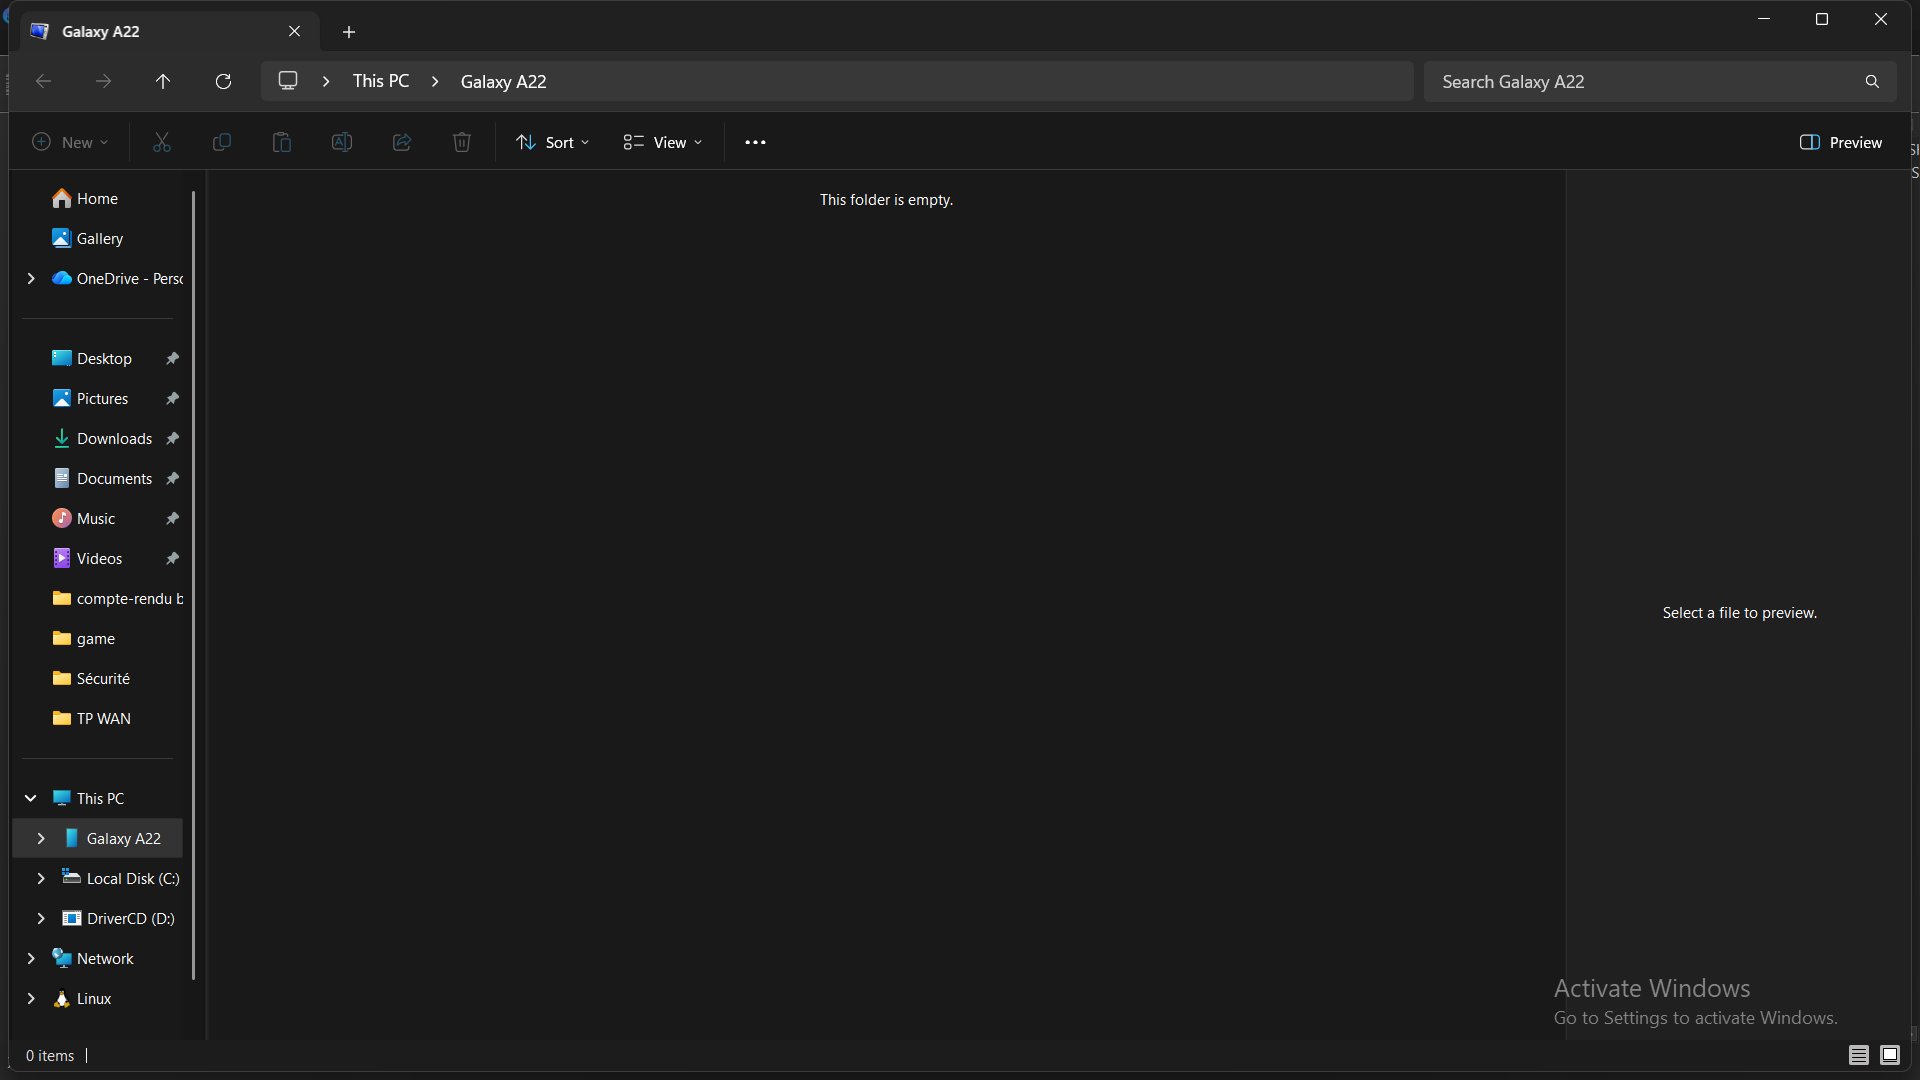 Galaxy A22
This PC
Galaxy A22
Search Galaxy A22
New
Sort
View
Preview
Home
Gallery
OneDrive - Pers
Desktop
Pictures
Downloads
Documents
Music
Videos
compte-rendu b
game
Sécurité
TP WAN
This PC
Galaxy A22
Local Disk (C:)
DriverCD (D:)
Network
Linux
This folder is empty.
Select a file to preview.
Activate Windows
Go to Settings to activate Windows.
0 items